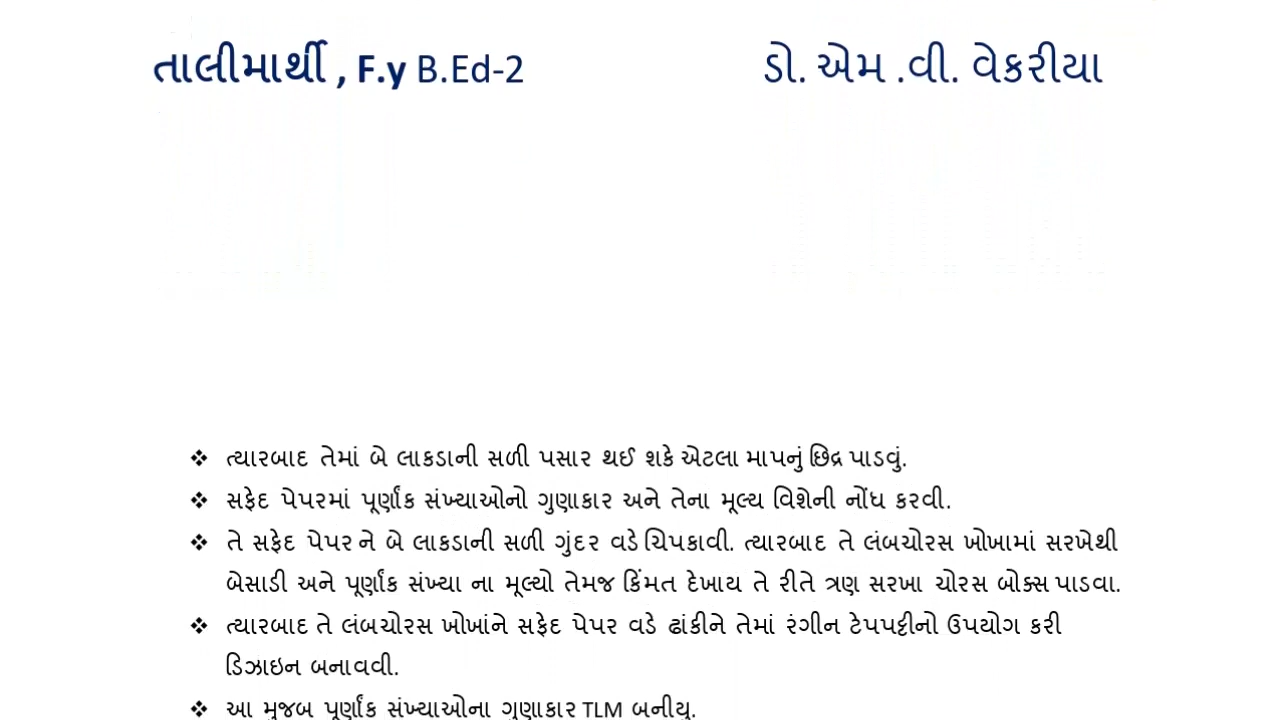 તાલીમાર્થી , F.y B.Ed-2
ડો. એમ .વી. વેકરીયા
❖ ત્યારબાદ તેમાં બે લાકડાની સળી પસાર થઈ શકે એટલા માપનું છિદ્ર પાડવું.
❖ સફેદ પેપરમાં પૂર્ણાંક સંખ્યાઓનો ગુણાકાર અને તેના મૂલ્ય વિશેની નોંધ કરવી.
❖ તે સફેદ પેપર ને બે લાકડાની સળી ગુંદર વડે ચિપકાવી. ત્યારબાદ તે લંબચોરસ ખોખામાં સરખેથી
બેસાડી અને પૂર્ણાંક સંખ્યા ના મૂલ્યો તેમજ કિંમત દેખાય તે રીતે ત્રણ સરખા ચોરસ બોક્સ પાડવા.
❖ ત્યારબાદ તે લંબચોરસ ખોખાંને સફેદ પેપર વડે ઢાંકીને તેમાં રંગીન ટેપપટ્ટીનો ઉપયોગ કરી
ડિઝાઇન બનાવવી.
❖ આ મુજબ પૂર્ણાંક સંખ્યાઓના ગુણાકાર TLM બનીયુ.